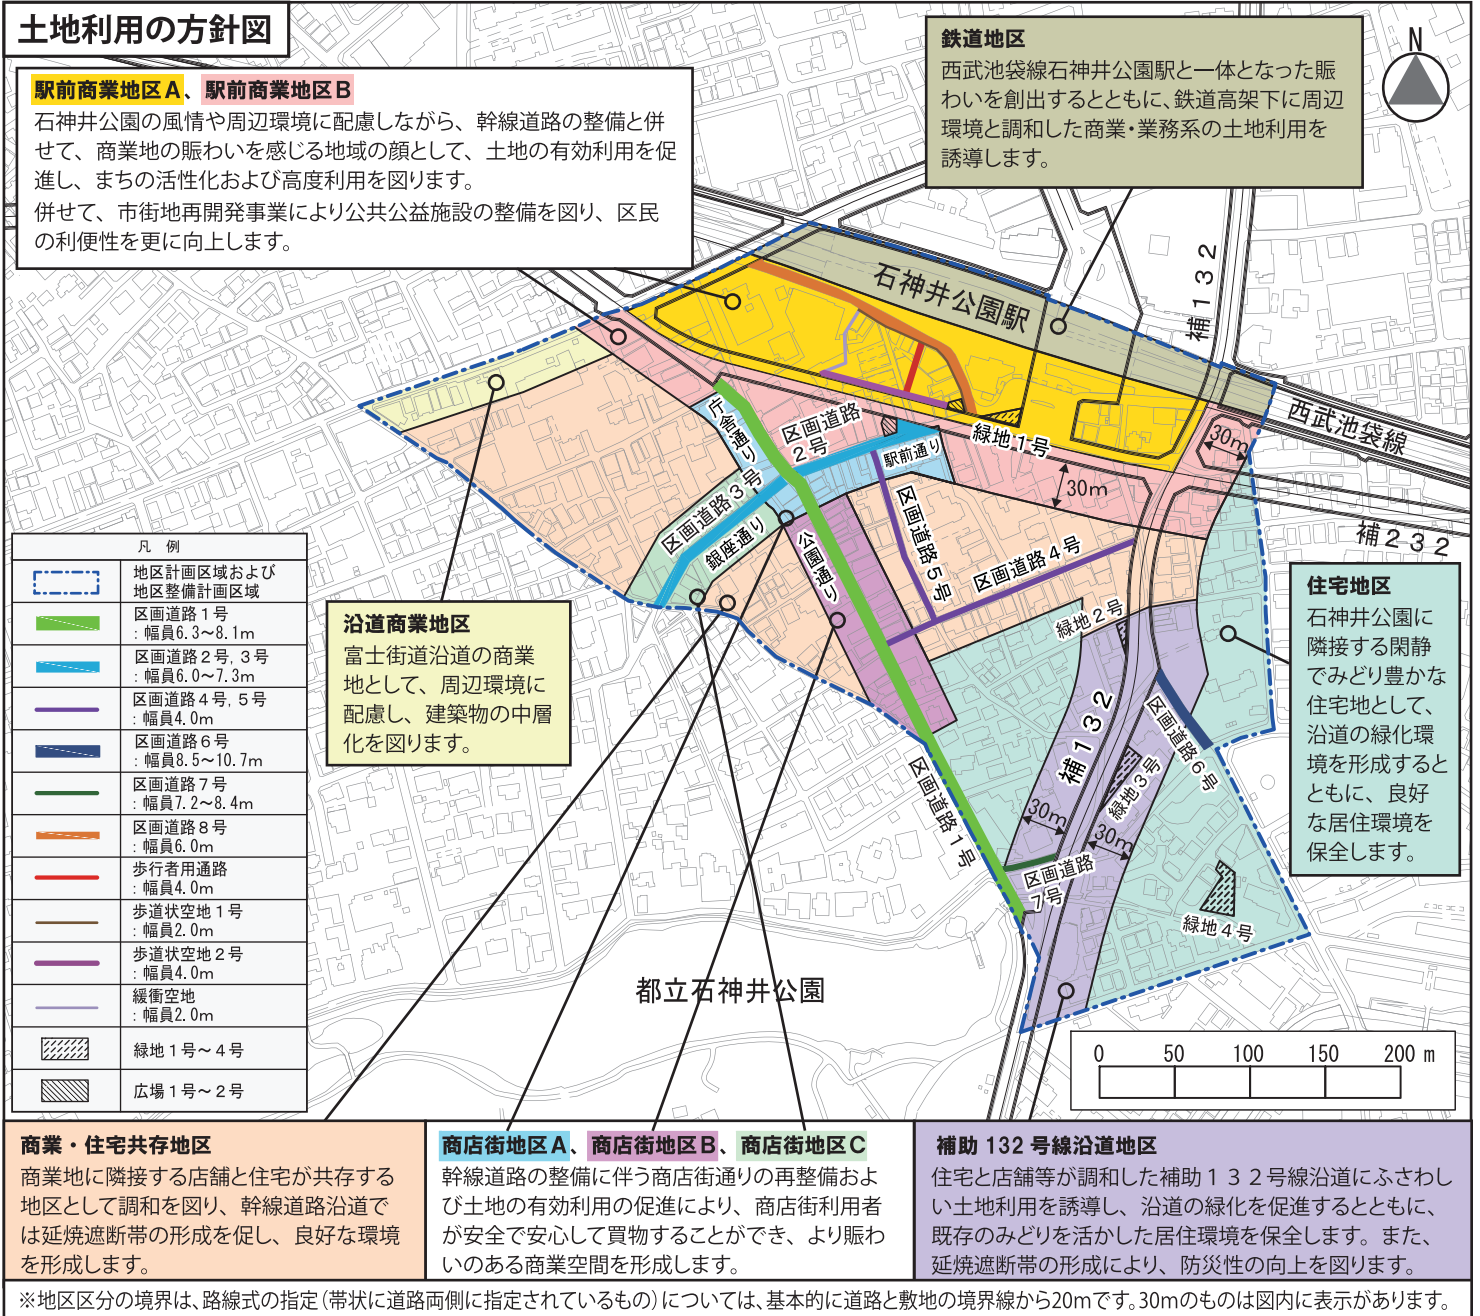 土地利用の方針図
駅前商業地区A、駅前商業地区B
石神井公園の風情や周辺環境に配慮しながら、幹線道路の整備と併
せて、商業地の賑わいを感じる地域の顔として、土地の有効利用を促
進し、まちの活性化および高度利用を図ります。
併せて、市街地再開発事業により公共公益施設の整備を図り、区民
の利便性を更に向上します。
鉄道地区
西武池袋線石神井公園駅と一体となった賑
わいを創出するとともに、鉄道高架下に周辺
環境と調和した商業・業務系の土地利用を
誘導します。
N
石神井公園駅
補132
西武池袋線
30m
補232
庁舎通り
区画道路
2号
駅前通り
緑地1号
30m
区画道路3号
銀座通り
公園通り
区画道路5号
区画道路4号
緑地2号
補132
区画道路6号
緑地3号
30m
30m
区画道路1号
区画道路
7号
緑地4号
都立石神井公園
沿道商業地区
富士街道沿道の商業
地として、周辺環境に
配慮し、建築物の中層
化を図ります。
住宅地区
石神井公園に
隣接する閑静
でみどり豊かな
住宅地として、
沿道の緑化環
境を形成すると
ともに、良好
な居住環境を
保全します。
凡 例
地区計画区域および
地区整備計画区域
区画道路1号
:幅員6.3~8.1m
区画道路2号,3号
:幅員6.0~7.3m
区画道路4号,5号
:幅員4.0m
区画道路6号
:幅員8.5~10.7m
区画道路7号
:幅員7.2~8.4m
区画道路8号
:幅員6.0m
歩行者用通路
:幅員4.0m
歩道状空地1号
:幅員2.0m
歩道状空地2号
:幅員4.0m
緩衝空地
:幅員2.0m
緑地1号~4号
広場1号~2号
0 50 100 150 200 m
商業・住宅共存地区
商業地に隣接する店舗と住宅が共存する
地区として調和を図り、幹線道路沿道で
は延焼遮断帯の形成を促し、良好な環境
を形成します。
商店街地区A、商店街地区B、商店街地区C
幹線道路の整備に伴う商店街通りの再整備およ
び土地の有効利用の促進により、商店街利用者
が安全で安心して買物することができ、より賑わ
いのある商業空間を形成します。
補助132号線沿道地区
住宅と店舗等が調和した補助132号線沿道にふさわし
い土地利用を誘導し、沿道の緑化を促進するとともに、
既存のみどりを活かした居住環境を保全します。また、
延焼遮断帯の形成により、防災性の向上を図ります。
※地区区分の境界は、路線式の指定(帯状に道路両側に指定されているもの)については、基本的に道路と敷地の境界線から20mです。30mのものは図内に表示があります。